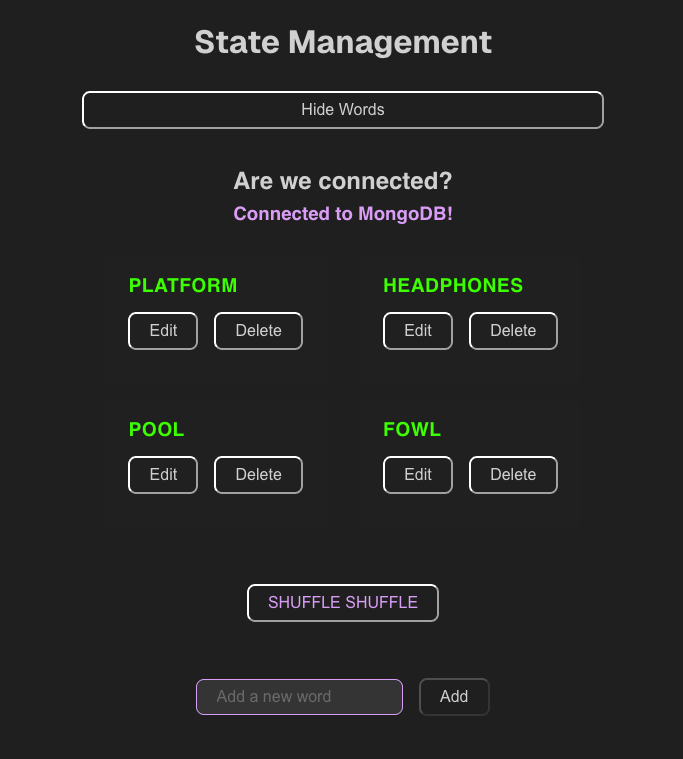 State Management
Hide Words
Are we connected?
Connected to MongoDB!
PLATFORM
Edit Delete
HEADPHONES
Edit Delete
POOL
Edit Delete
FOWL
Edit Delete
SHUFFLE SHUFFLE
Add a new word Add